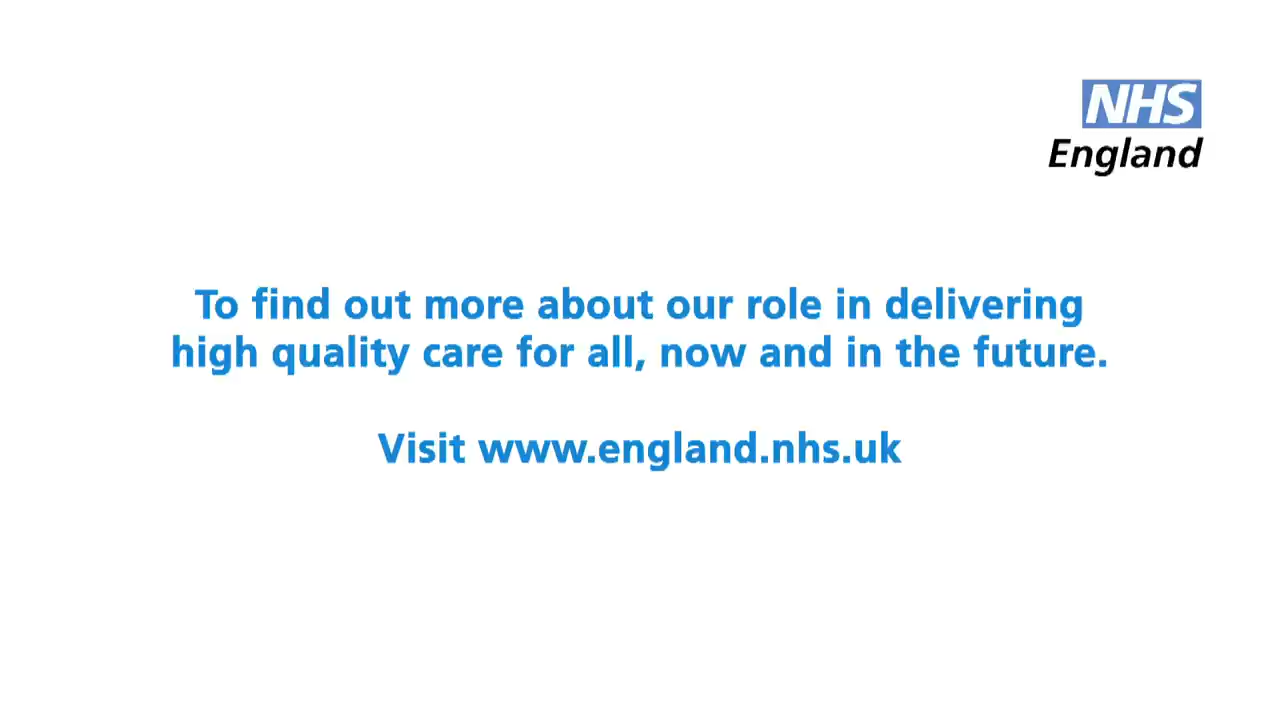 NHS
England
To find out more about our role in delivering
high quality care for all, now and in the future.
Visit www.england.nhs.uk